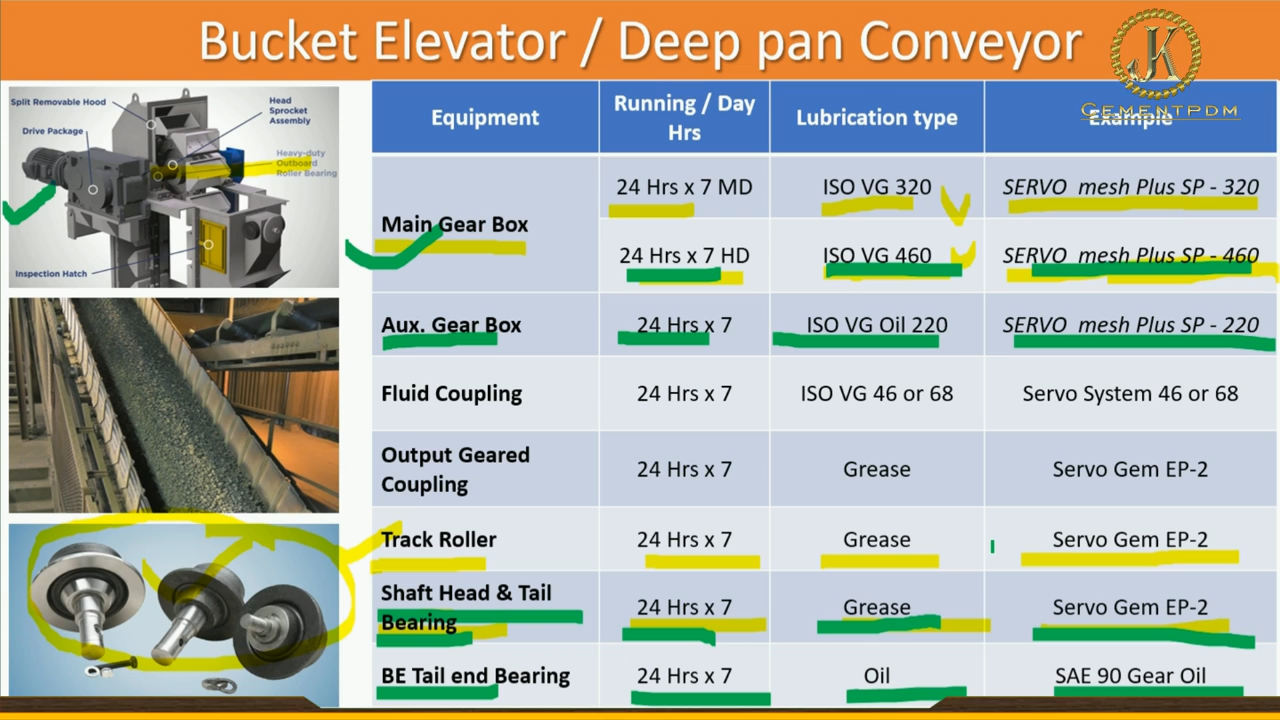 Bucket Elevator / Deep pan Conveyor
JK
CEMENTPDM
Split Removable Hood
Head
Sprocket
Assembly
Drive Package
Heavy-duty
Outboard
Roller Bearing
Inspection Hatch
Equipment
Running / Day
Hrs
Lubrication type
Example
Main Gear Box
24 Hrs x 7 MD
ISO VG 320
SERVO mesh Plus SP - 320
24 Hrs x 7 HD
ISO VG 460
SERVO mesh Plus SP - 460
Aux. Gear Box
24 Hrs x 7
ISO VG Oil 220
SERVO mesh Plus SP - 220
Fluid Coupling
24 Hrs x 7
ISO VG 46 or 68
Servo System 46 or 68
Output Geared
Coupling
24 Hrs x 7
Grease
Servo Gem EP-2
Track Roller
24 Hrs x 7
Grease
Servo Gem EP-2
Shaft Head & Tail
Bearing
24 Hrs x 7
Grease
Servo Gem EP-2
BE Tail end Bearing
24 Hrs x 7
Oil
SAE 90 Gear Oil